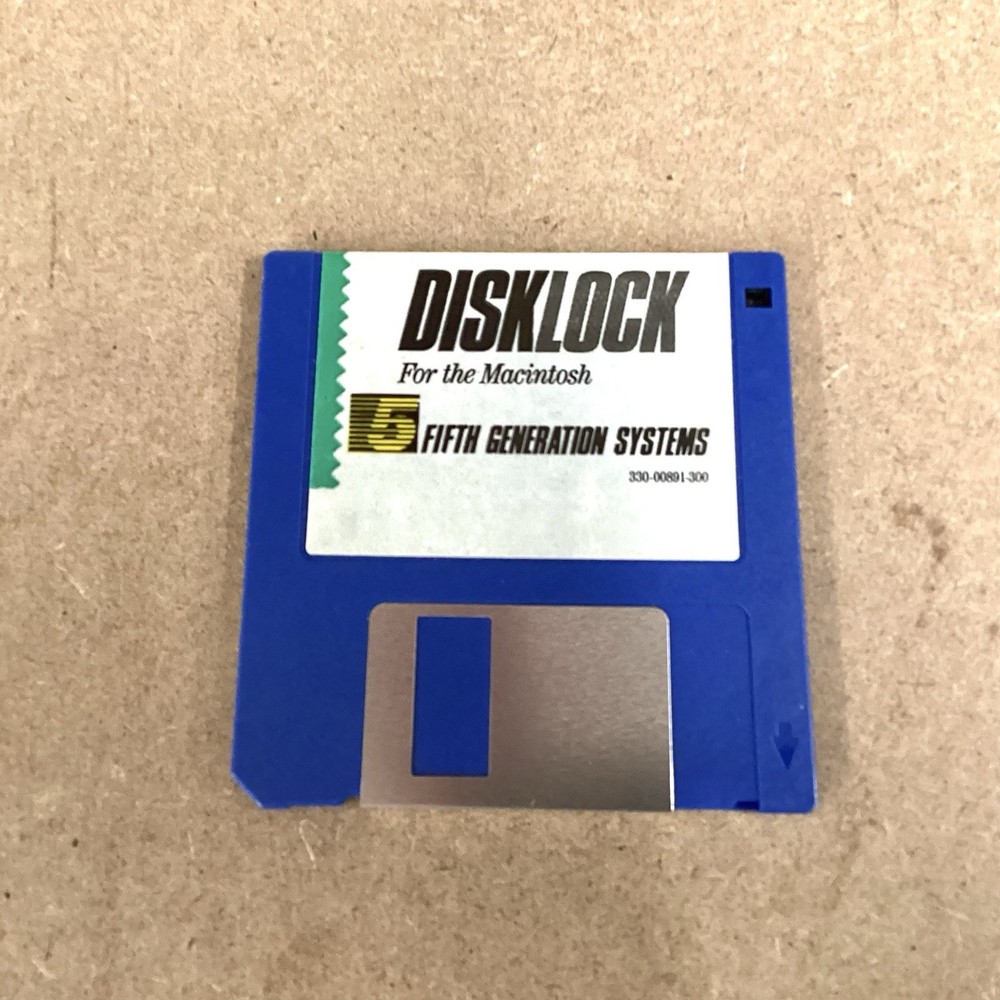 DISKLOCK
For the Macintosh
5 FIFTH GENERATION SYSTEMS
330-00891-300